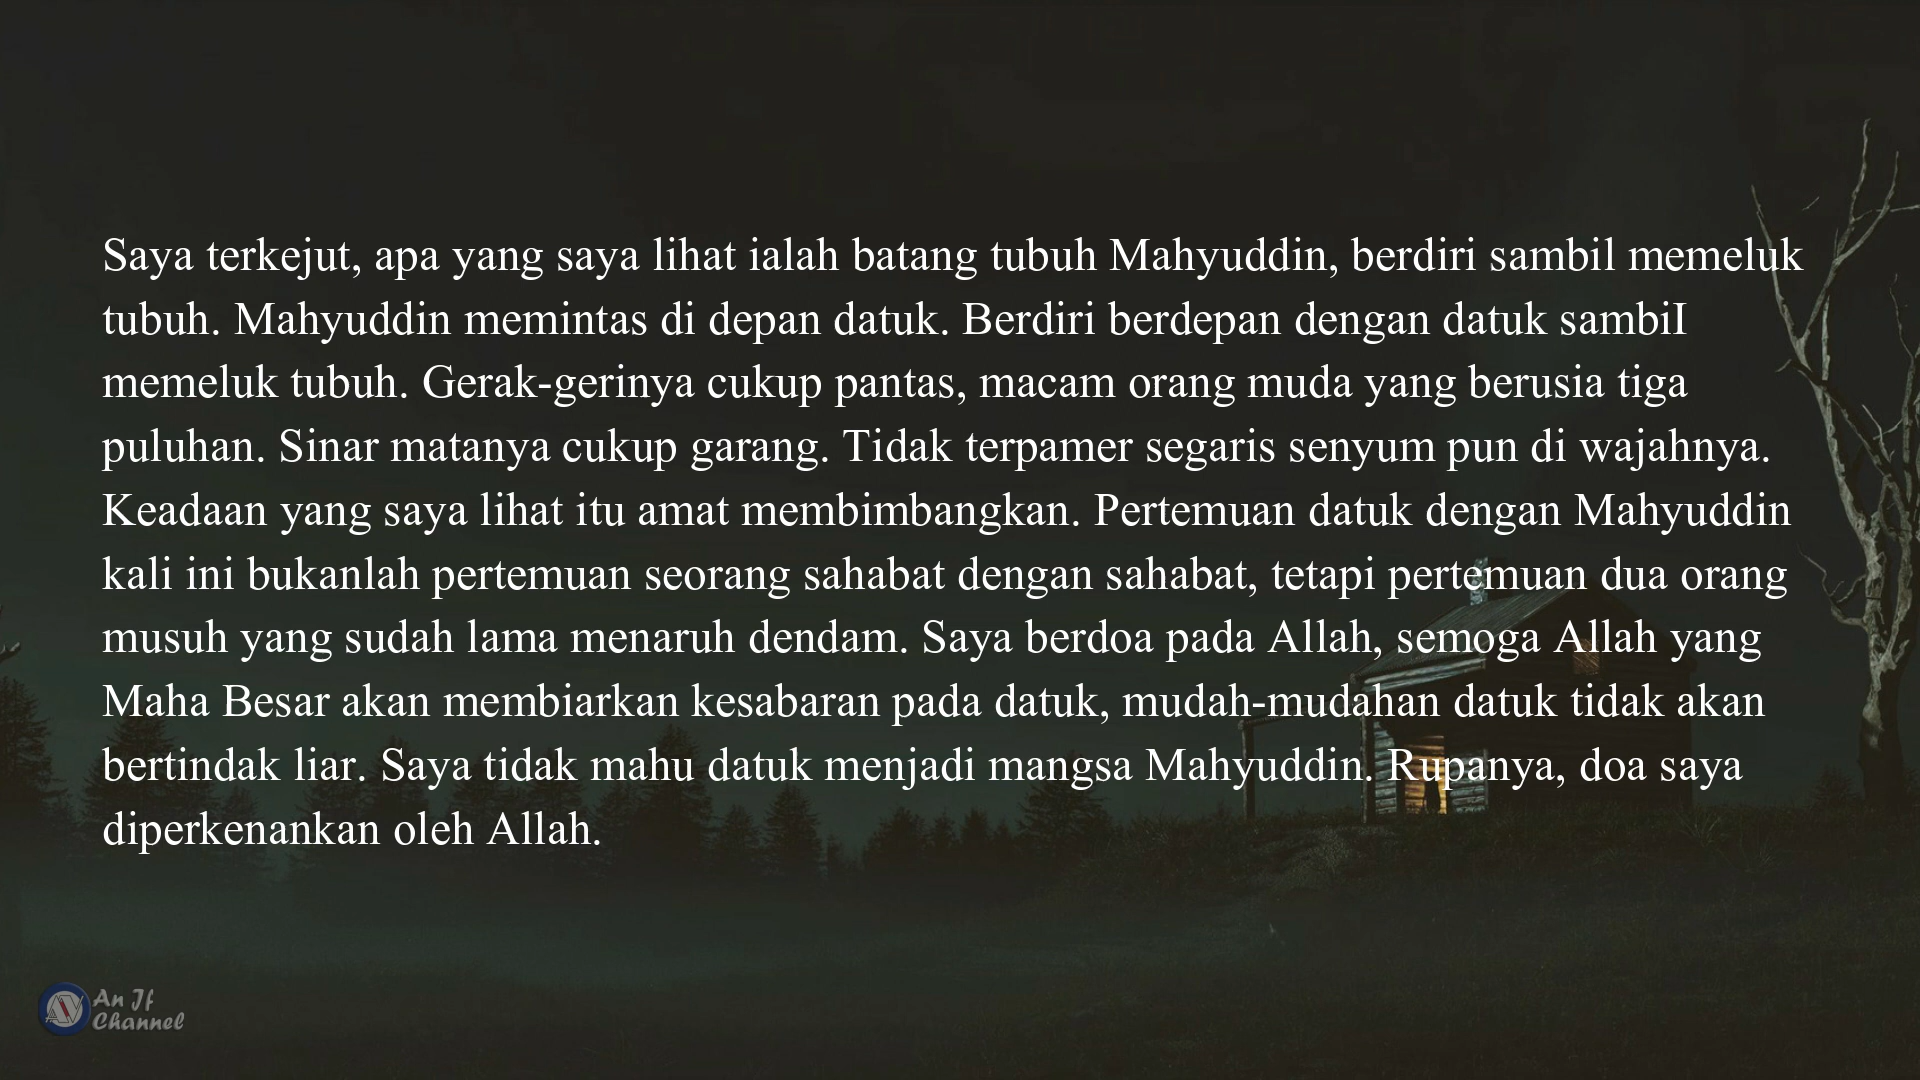 Saya terkejut, apa yang saya lihat ialah batang tubuh Mahyuddin, berdiri sambil memeluk
tubuh. Mahyuddin memintas di depan datuk. Berdiri berdepan dengan datuk sambiI
memeluk tubuh. Gerak-gerinya cukup pantas, macam orang muda yang berusia tiga
puluhan. Sinar matanya cukup garang. Tidak terpamer segaris senyum pun di wajahnya.
Keadaan yang saya lihat itu amat membimbangkan. Pertemuan datuk dengan Mahyuddin
kali ini bukanlah pertemuan seorang sahabat dengan sahabat, tetapi pertemuan dua orang
musuh yang sudah lama menaruh dendam. Saya berdoa pada Allah, semoga Allah yang
Maha Besar akan membiarkan kesabaran pada datuk, mudah-mudahan datuk tidak akan
bertindak liar. Saya tidak mahu datuk menjadi mangsa Mahyuddin. Rupanya, doa saya
diperkenankan oleh Allah.
An If
Channel